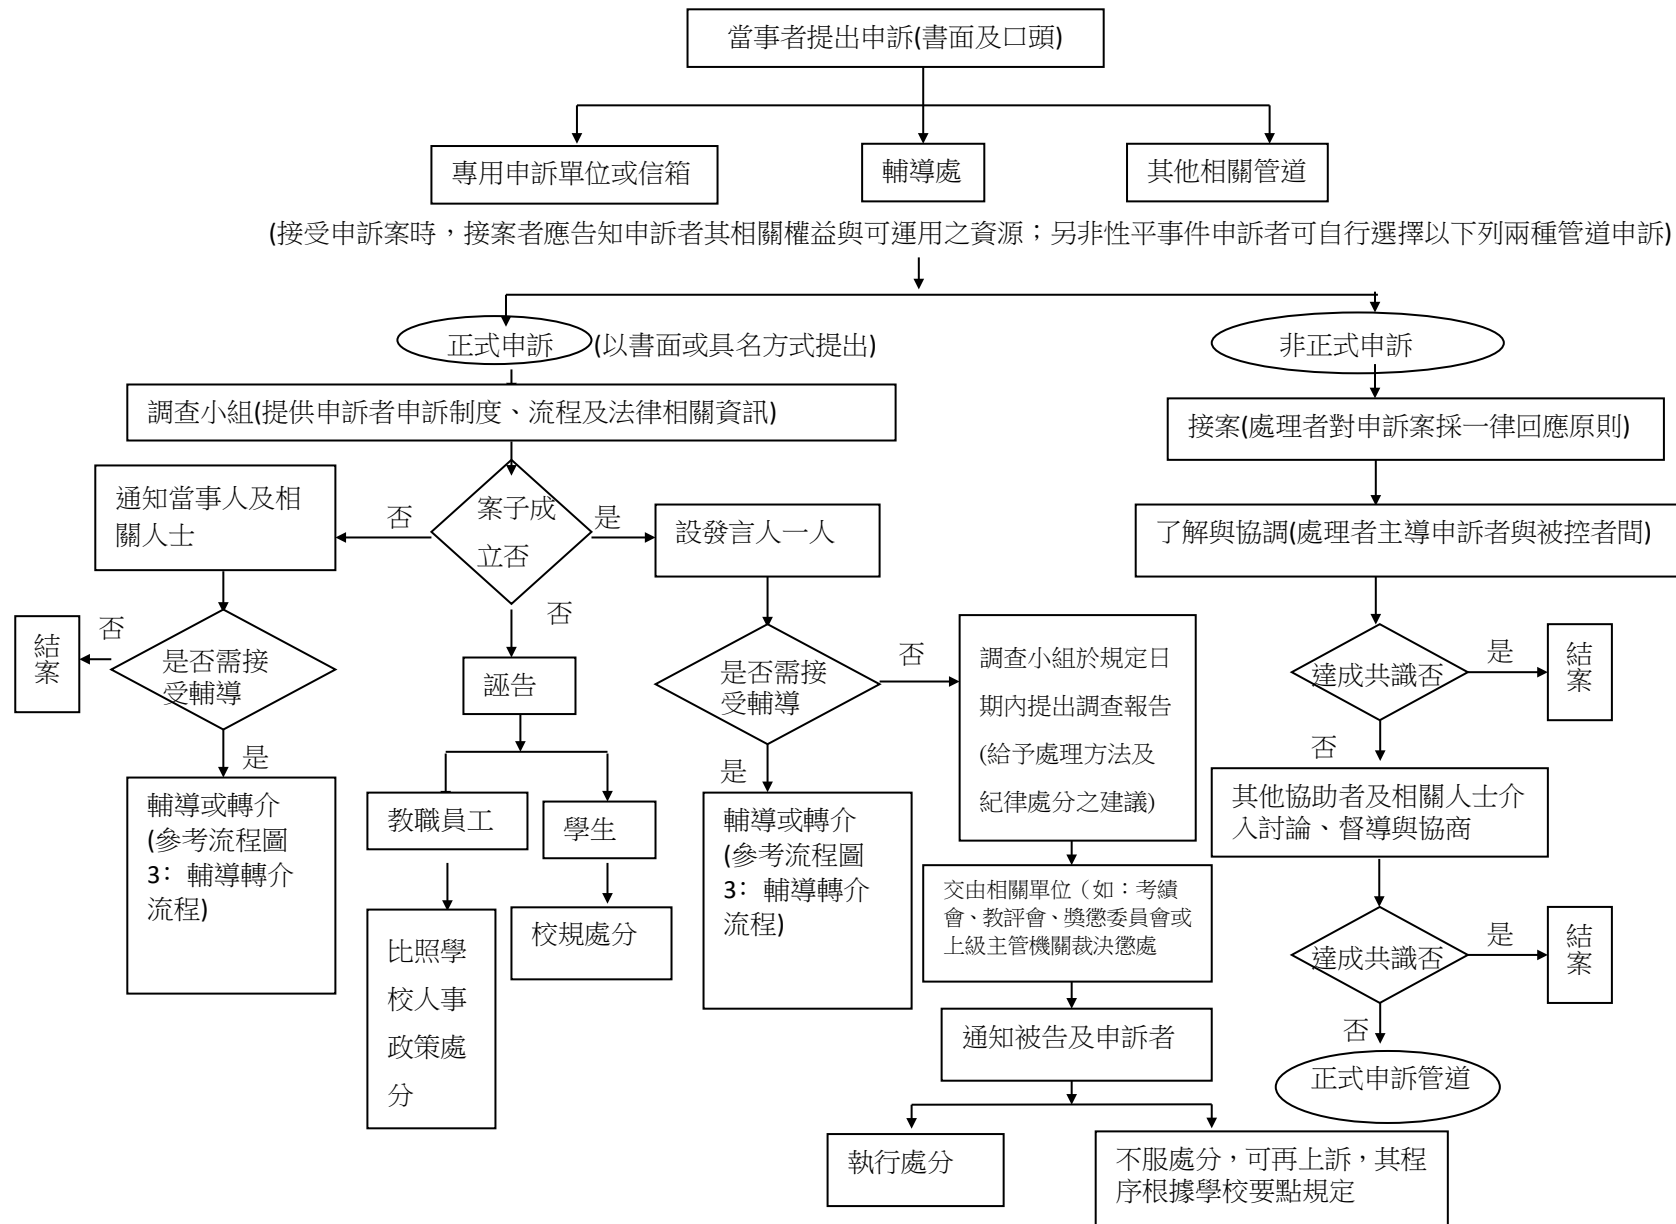 當事者提出申訴(書面及口頭)
專用申訴單位或信箱
輔導處
其他相關管道
(接受申訴案時，接案者應告知申訴者其相關權益與可運用之資源；另非性平事件申訴者可自行選擇以下列兩種管道申訴)
正式申訴
(以書面或具名方式提出)
非正式申訴
調查小組(提供申訴者申訴制度、流程及法律相關資訊)
接案(處理者對申訴案採一律回應原則)
通知當事人及相
關人士
否
案子成
立否
是
設發言人一人
了解與協調(處理者主導申訴者與被控者間)
結
案
否
是否需接
受輔導
否
誣告
是否需接
受輔導
否
調查小組於規定日
期內提出調查報告
(給予處理方法及
紀律處分之建議)
達成共識否
是
結
案
是
輔導或轉介
(參考流程圖
3：輔導轉介
流程)
教職員工
學生
是
輔導或轉介
(參考流程圖
3：輔導轉介
流程)
否
其他協助者及相關人士介
入討論、督導與協商
比照學
校人事
政策處
分
校規處分
交由相關單位（如：考績
會、教評會、獎懲委員會或
上級主管機關裁決懲處
達成共識否
是
結
案
通知被告及申訴者
否
正式申訴管道
執行處分
不服處分，可再上訴，其程
序根據學校要點規定